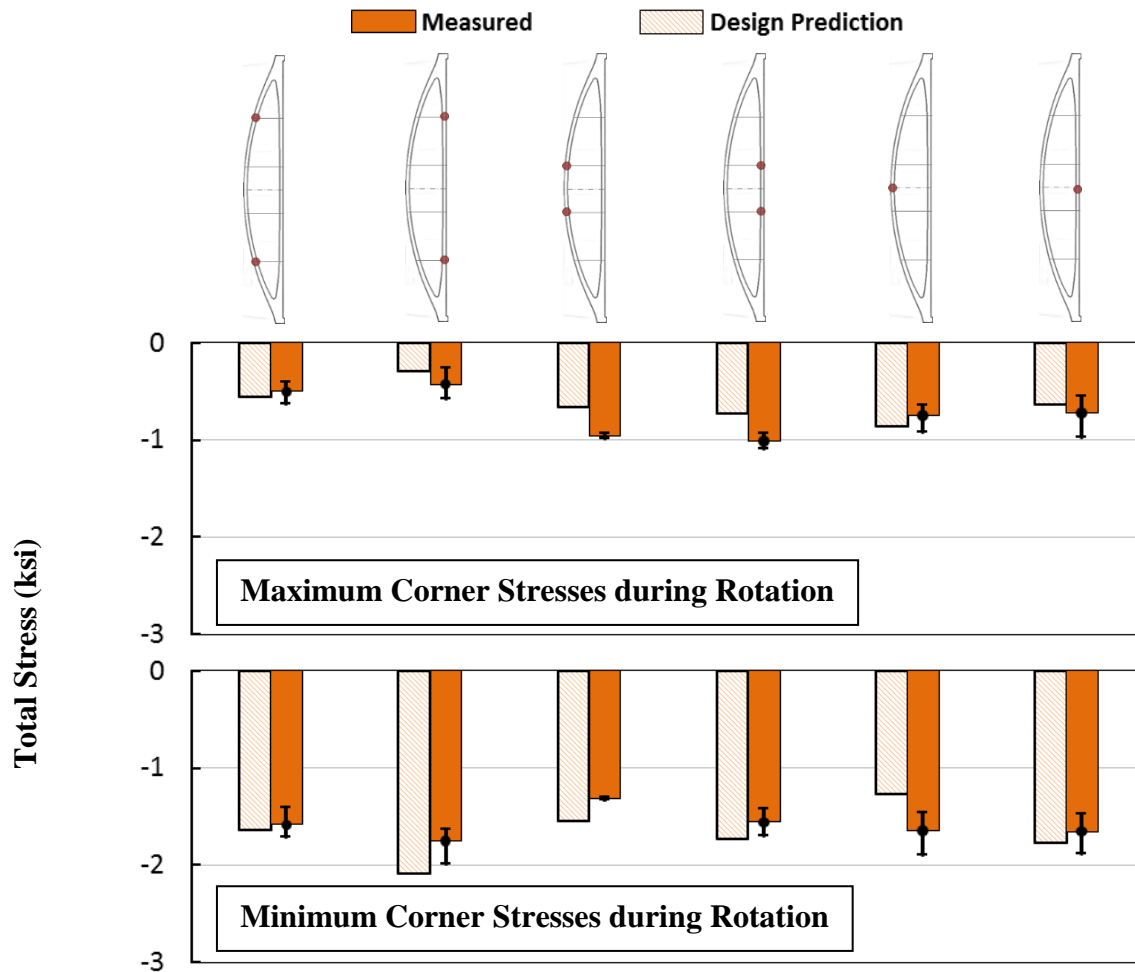 Measured
Design Prediction
Total Stress (ksi)
0
-1
-2
-3
Maximum Corner Stresses during Rotation
0
-1
-2
-3
Minimum Corner Stresses during Rotation